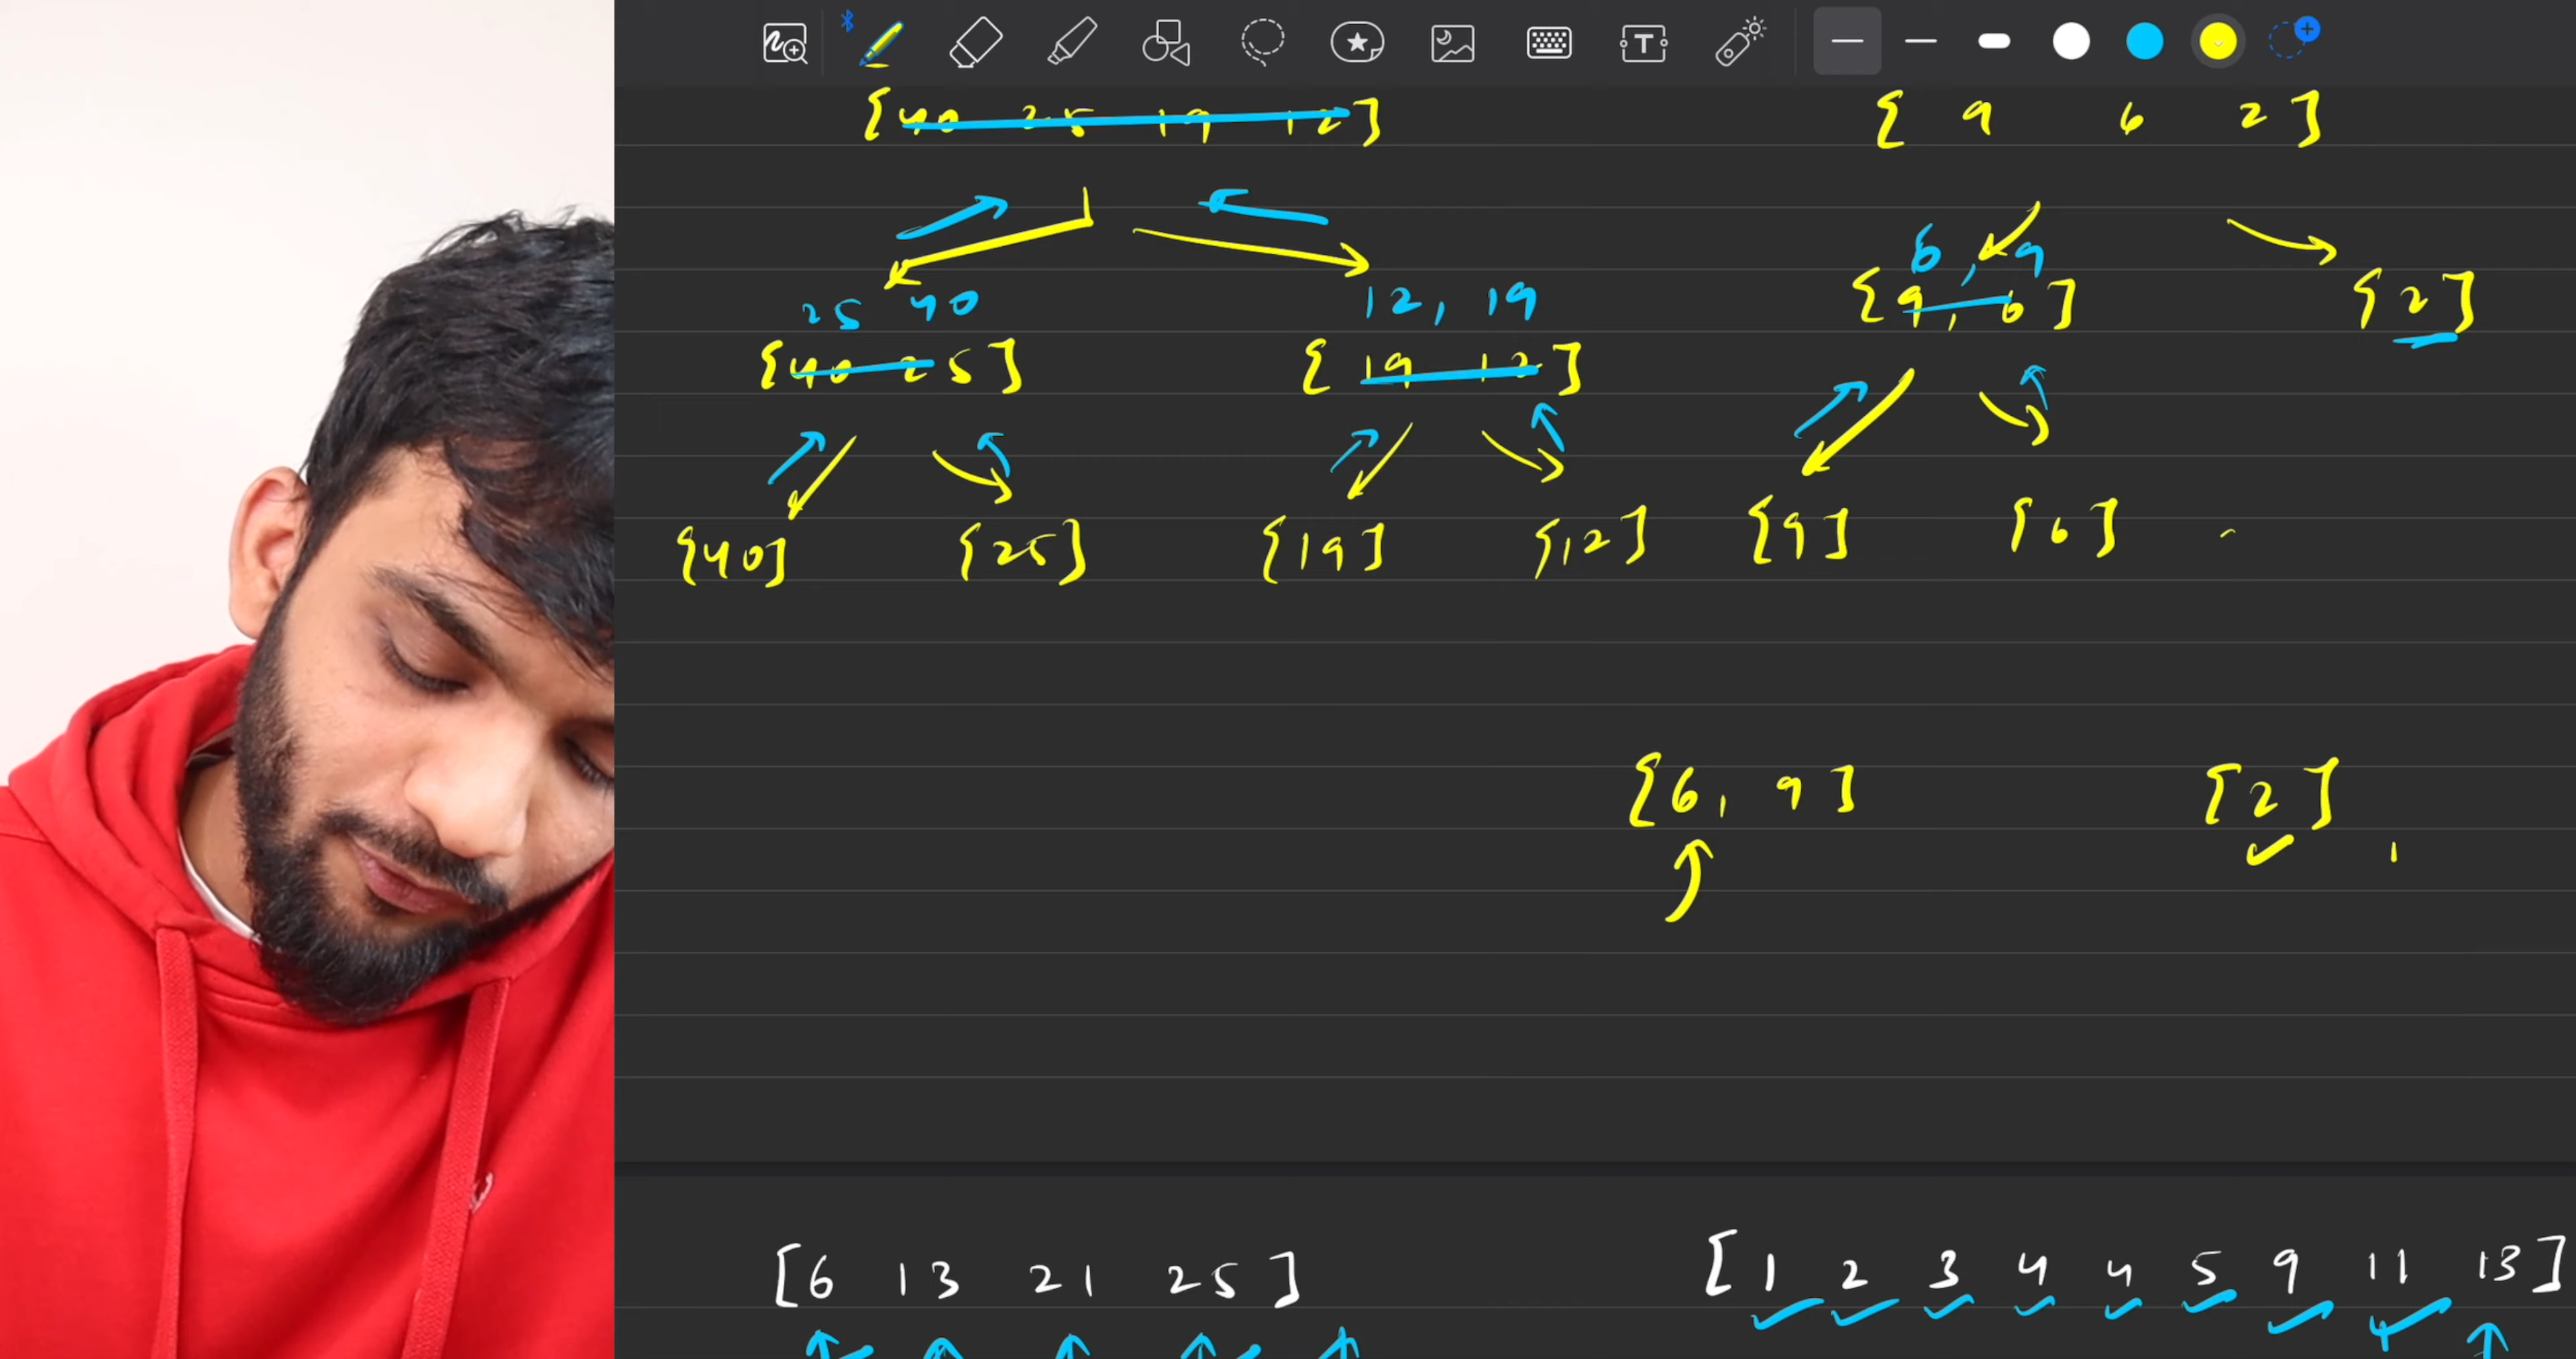 {40 25 19 12]
{ 9 6 2 ]
6, 9
25 40
12, 19
{9, 6]
{2]
{40 25]
{ 19 12]
{40]
{25]
{19]
{12]
{9]
{6]
{6, 9]
{2]
[6 13 21 25 ]
[1 2 3 4 4 5 9 11 13]